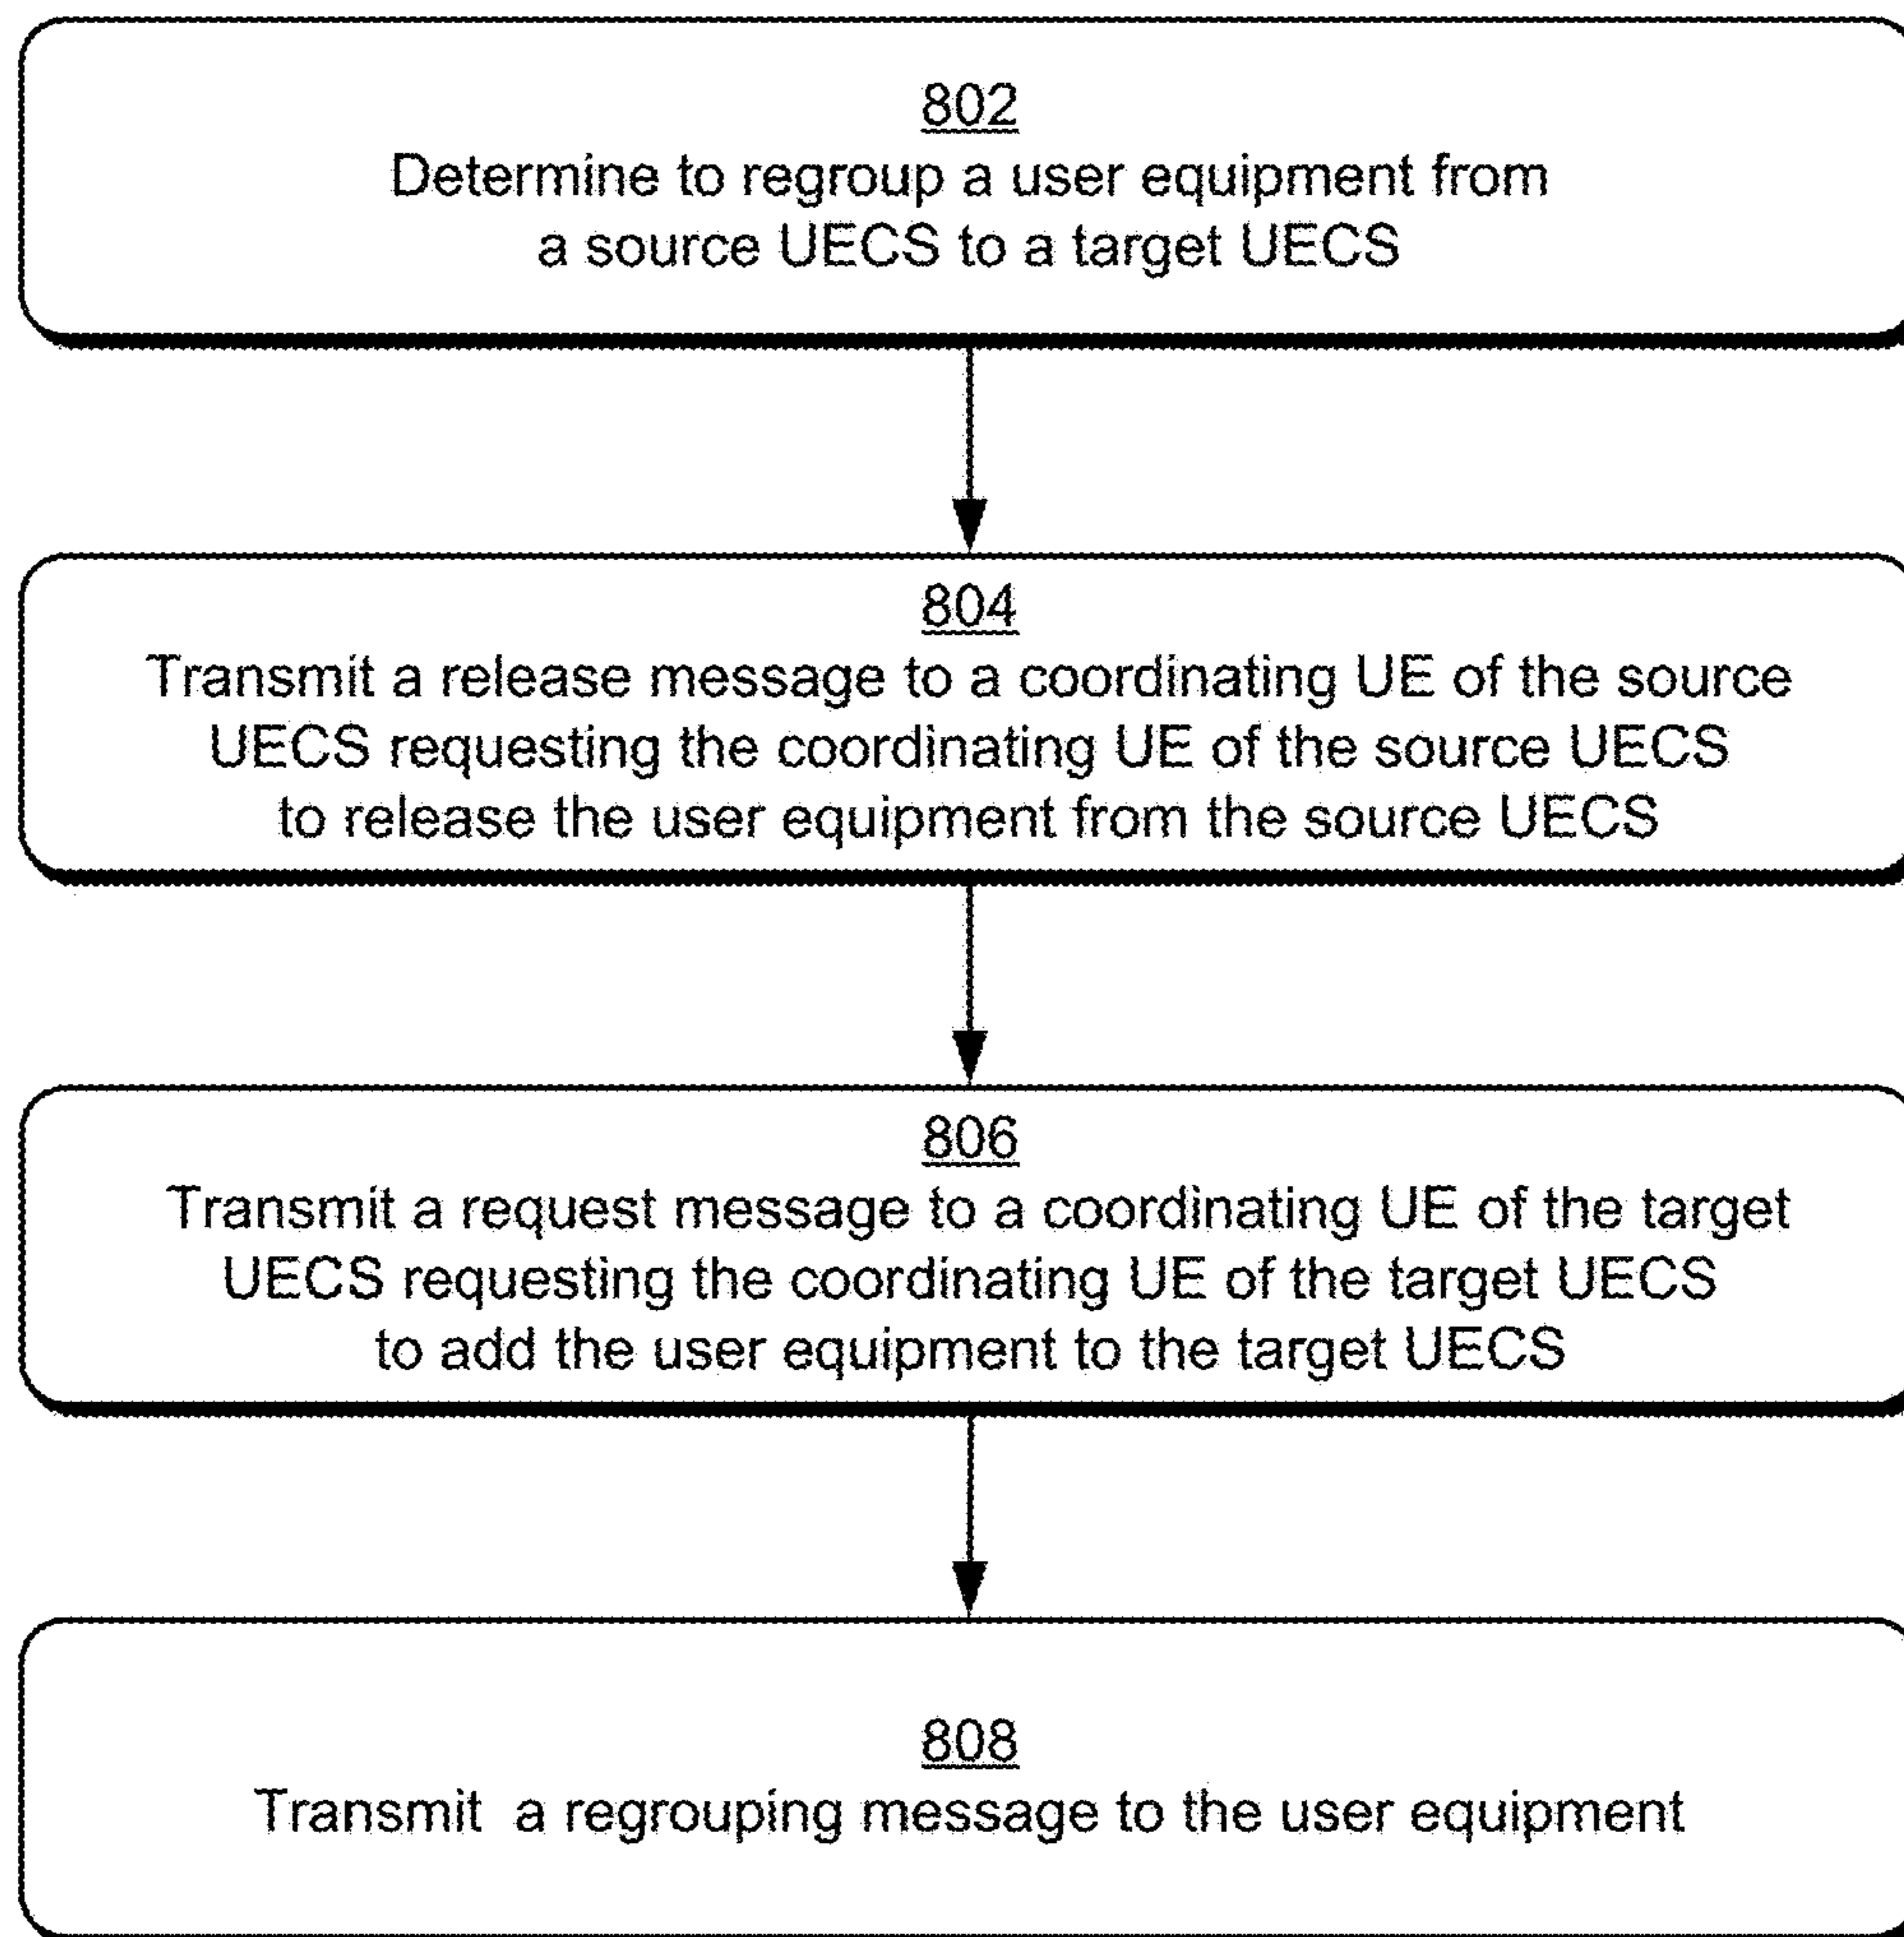 802
Determine to regroup a user equipment from
a source UECS to a target UECS
804
Transmit a release message to a coordinating UE of the source
UECS requesting the coordinating UE of the source UECS
to release the user equipment from the source UECS
806
Transmit a request message to a coordinating UE of the target
UECS requesting the coordinating UE of the target UECS
to add the user equipment to the target UECS
808
Transmit a regrouping message to the user equipment